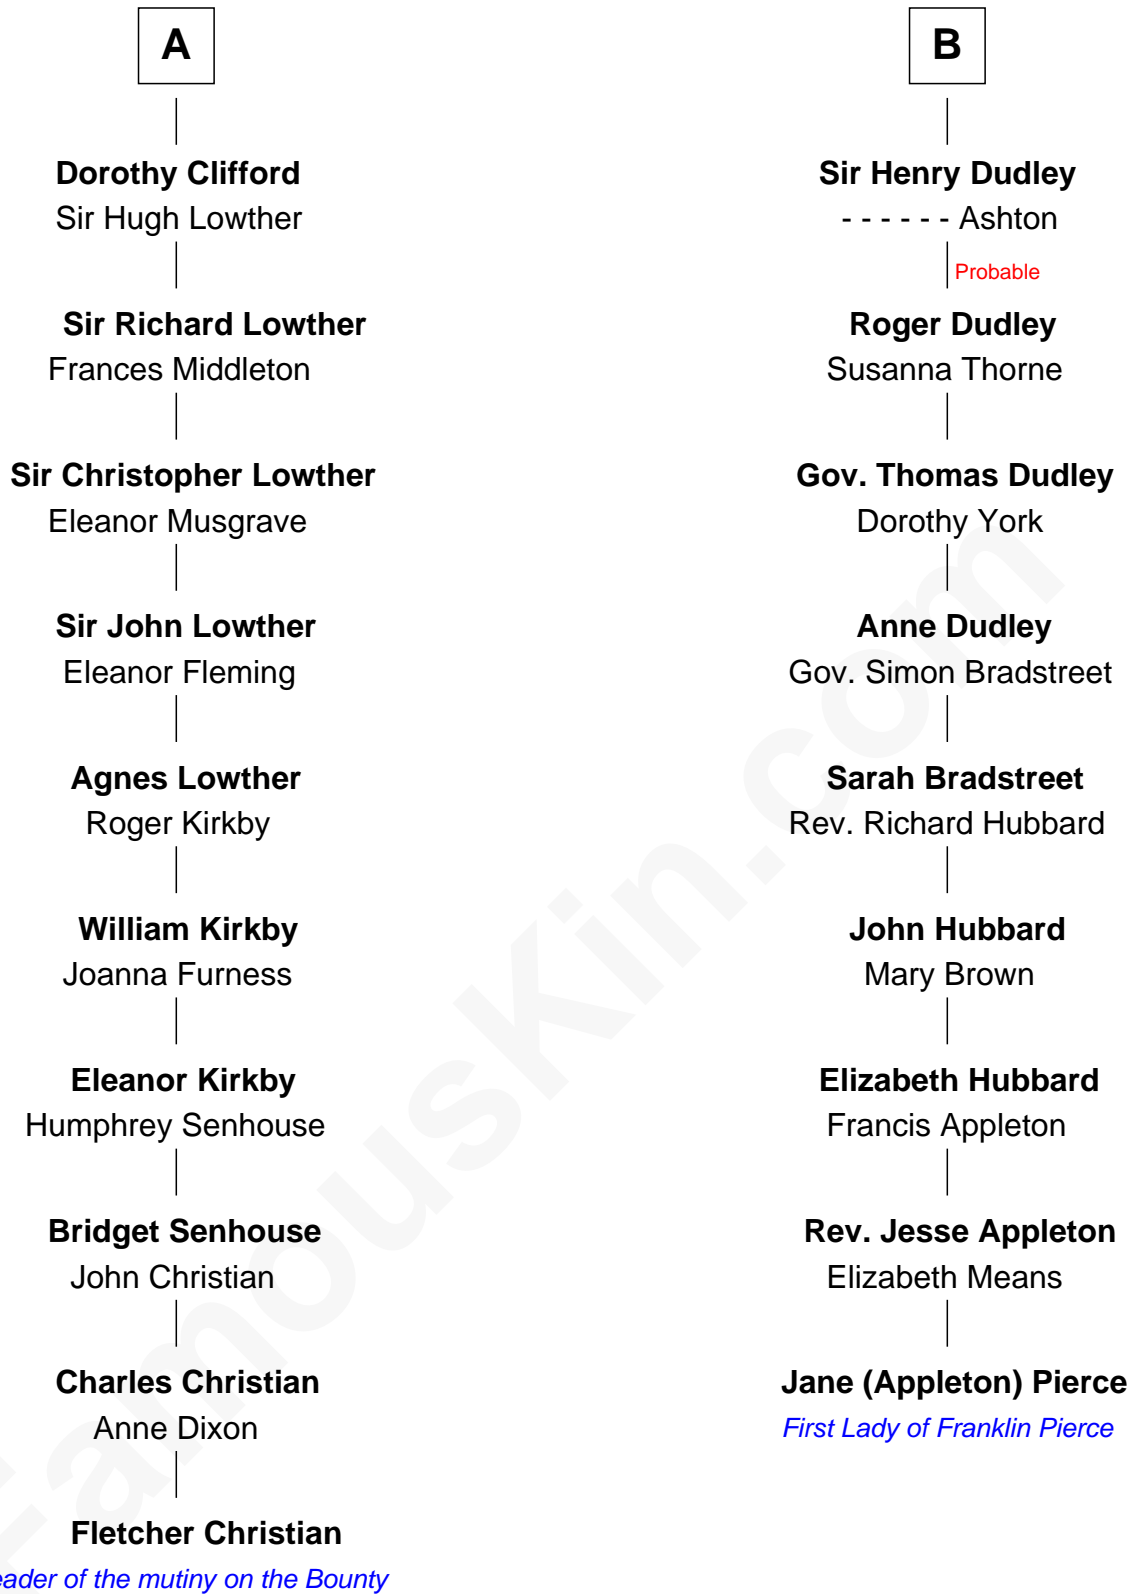 A
Dorothy Clifford
Sir Hugh Lowther
Sir Richard Lowther
Frances Middleton
Sir Christopher Lowther
Eleanor Musgrave
Sir John Lowther
Eleanor Fleming
Agnes Lowther
Roger Kirkby
William Kirkby
Joanna Furness
Eleanor Kirkby
Humphrey Senhouse
Bridget Senhouse
John Christian
Charles Christian
Anne Dixon
Fletcher Christian
eader of the mutiny on the Bounty
B
Sir Henry Dudley
- - - - - - Ashton
Probable
Roger Dudley
Susanna Thorne
Gov. Thomas Dudley
Dorothy York
Anne Dudley
Gov. Simon Bradstreet
Sarah Bradstreet
Rev. Richard Hubbard
John Hubbard
Mary Brown
Elizabeth Hubbard
Francis Appleton
Rev. Jesse Appleton
Elizabeth Means
Jane (Appleton) Pierce
First Lady of Franklin Pierce
FamousKin.com